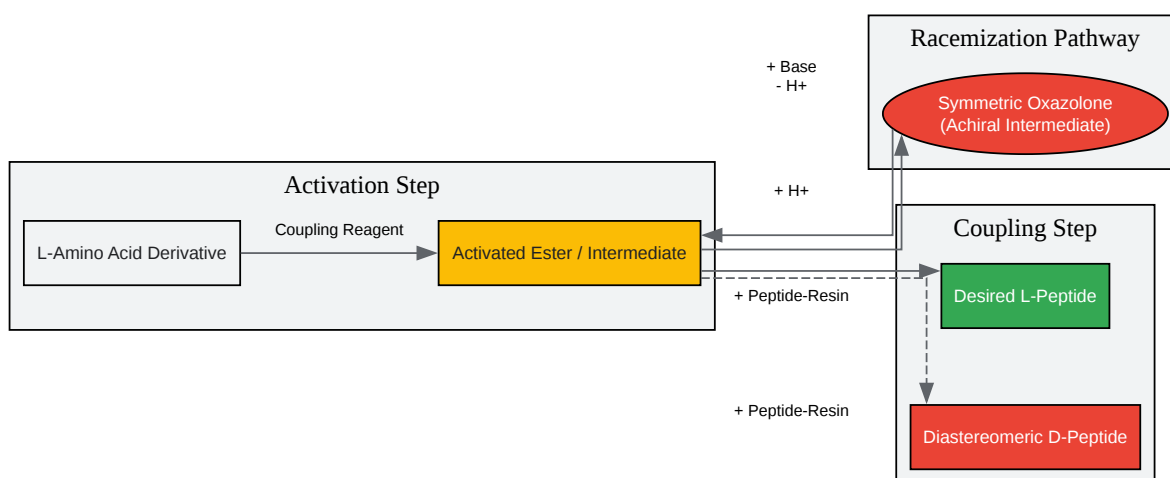 Racemization Pathway
+ Base
- H+
Symmetric Oxazolone
(Achiral Intermediate)
Activation Step
+ H+
Coupling Reagent
L-Amino Acid Derivative
Activated Ester / Intermediate
Coupling Step
+ Peptide-Resin
Desired L-Peptide
+ Peptide-Resin
Diastereomeric D-Peptide